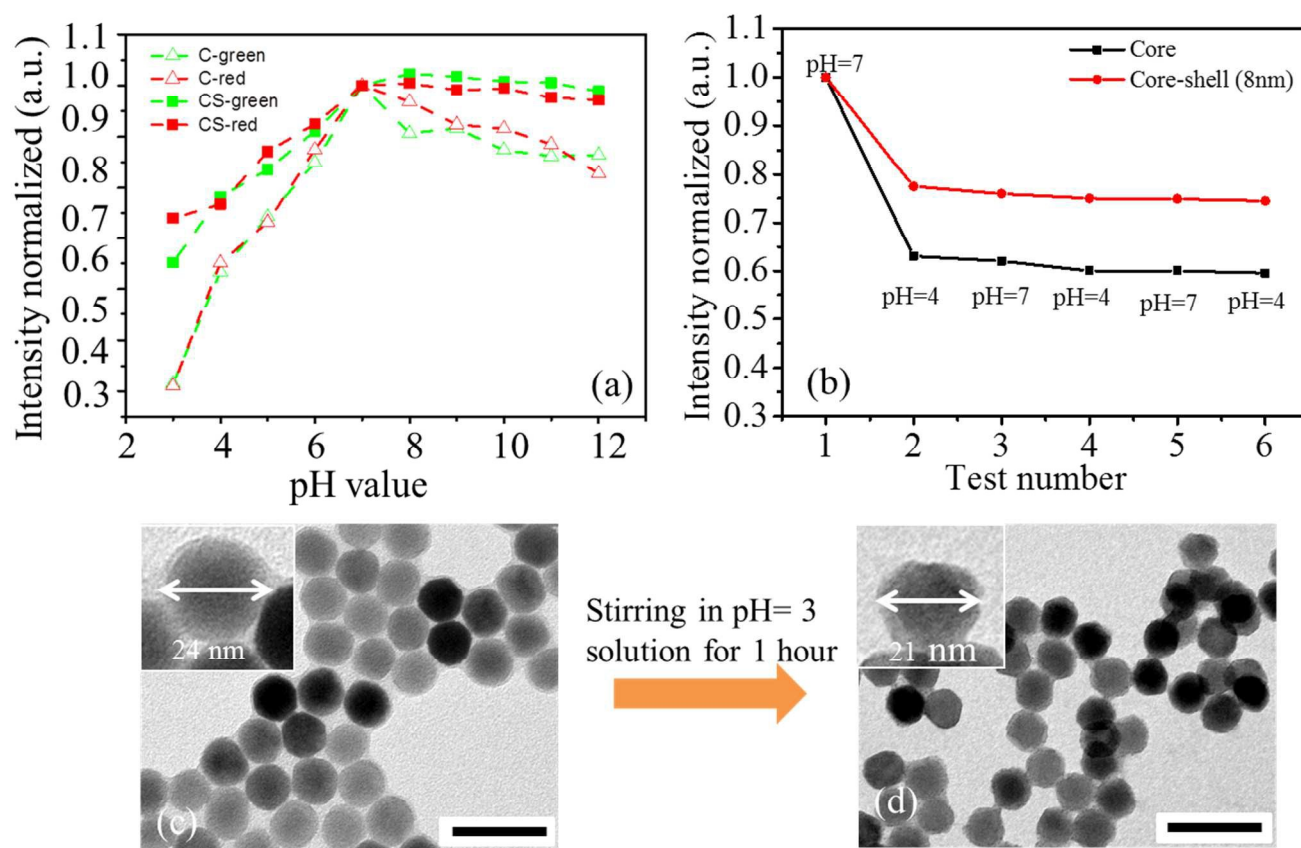 1.1
1.0
0.9
0.8
0.7
0.6
0.5
0.4
0.3
Intensity normalized (a.u.)
C-green
C-red
CS-green
CS-red
(a)
2 4 6 8 10 12
pH value
1.1
1.0
0.9
0.8
0.7
0.6
0.5
0.4
0.3
Intensity normalized (a.u.)
Core
Core-shell (8nm)
pH=7
pH=4
pH=7
pH=4
pH=7
pH=4
(b)
1 2 3 4 5 6
Test number
24 nm
(c)
Stirring in pH= 3
solution for 1 hour
21 nm
(d)